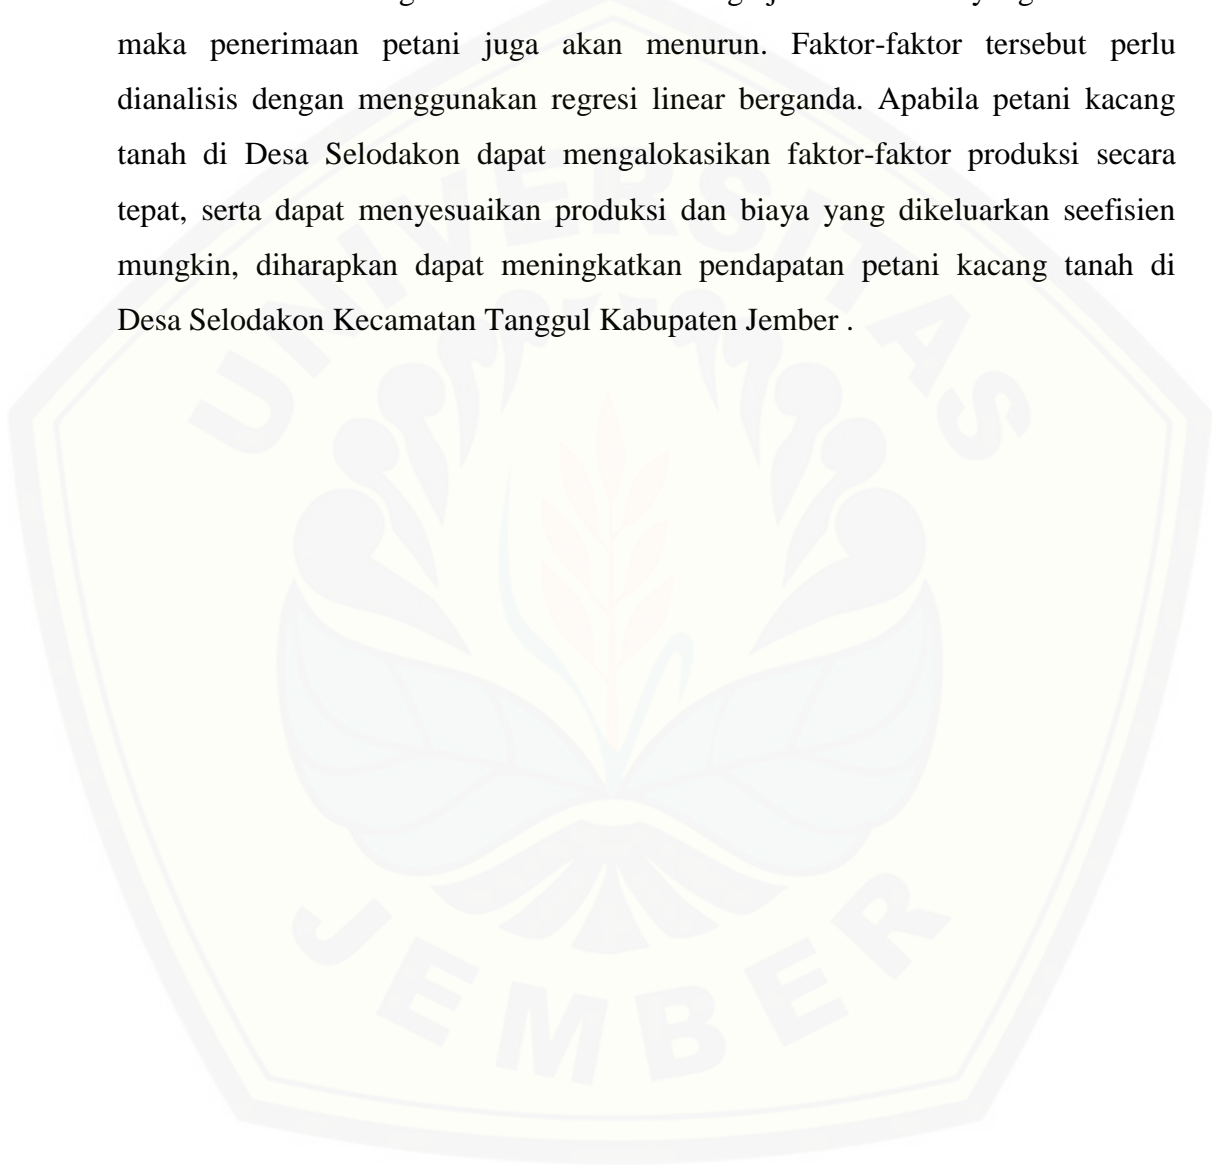 maka penerimaan petani juga akan menurun. Faktor-faktor tersebut perlu
dianalisis dengan menggunakan regresi linear berganda. Apabila petani kacang
tanah di Desa Selodakon dapat mengalokasikan faktor-faktor produksi secara
tepat, serta dapat menyesuaikan produksi dan biaya yang dikeluarkan seefisien
mungkin, diharapkan dapat meningkatkan pendapatan petani kacang tanah di
Desa Selodakon Kecamatan Tanggul Kabupaten Jember .
UNIVERSITAS
JEMBER